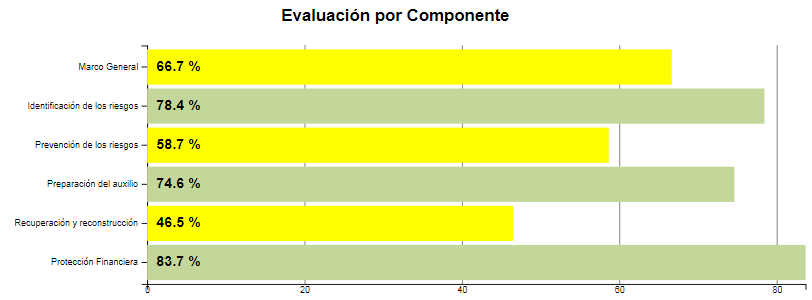 Evaluación por Componente
Marco General 66.7 %
Identificación de los riesgos 78.4 %
Prevención de los riesgos 58.7 %
Preparación del auxilio 74.6 %
Recuperación y reconstrucción 46.5 %
Protección Financiera 83.7 %
0 20 40 60 80